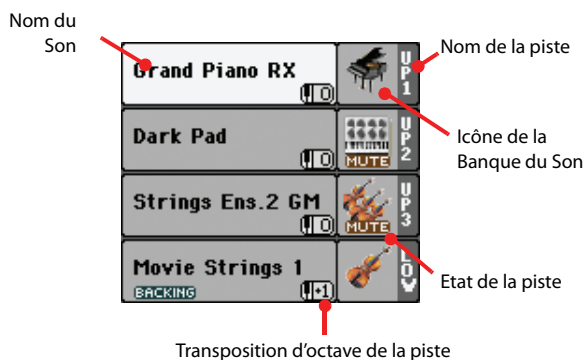 Nom du
Son
Nom de la piste
Grand Piano RX
0
UP1
Dark Pad
0
MUTE
UP2
Icône de la
Banque du Son
Strings Ens.2 GM
0
MUTE
UP3
Movie Strings 1
BACKING
+1
LOW
Etat de la piste
Transposition d’octave de la piste